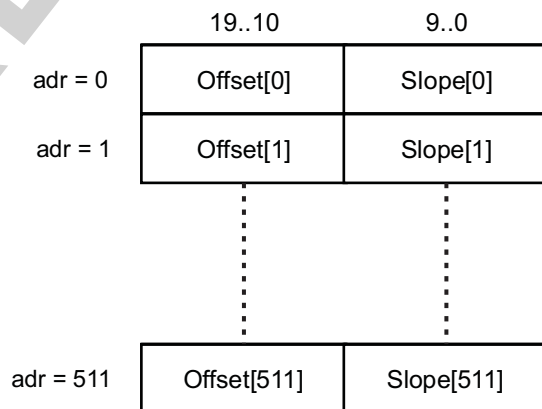 19..10 9..0
adr = 0 Offset[0] Slope[0]
adr = 1 Offset[1] Slope[1]
adr = 511 Offset[511] Slope[511]